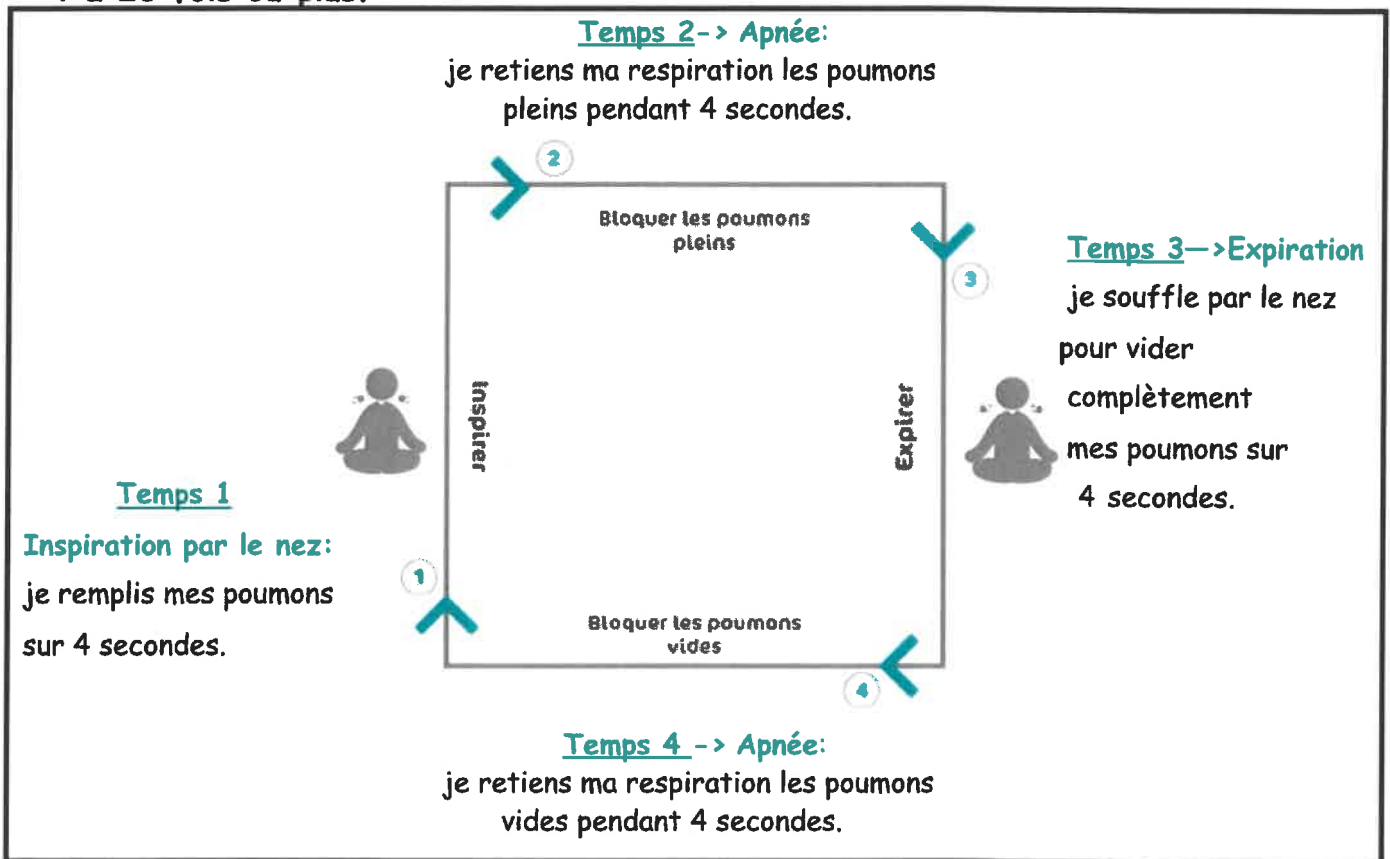 fois ou plus.
Temps 2-> Apnée:
je retiens ma respiration les poumons
pleins pendant 4 secondes.
2
Bloquer les poumons
pleins
3
Temps 3—>Expiration
je souffle par le nez
pour vider
complètement
mes poumons sur
4 secondes.
Inspirer
Expirer
Temps 1
Inspiration par le nez:
je remplis mes poumons
sur 4 secondes.
1
Bloquer les poumons
vides
4
Temps 4 -> Apnée:
je retiens ma respiration les poumons
vides pendant 4 secondes.